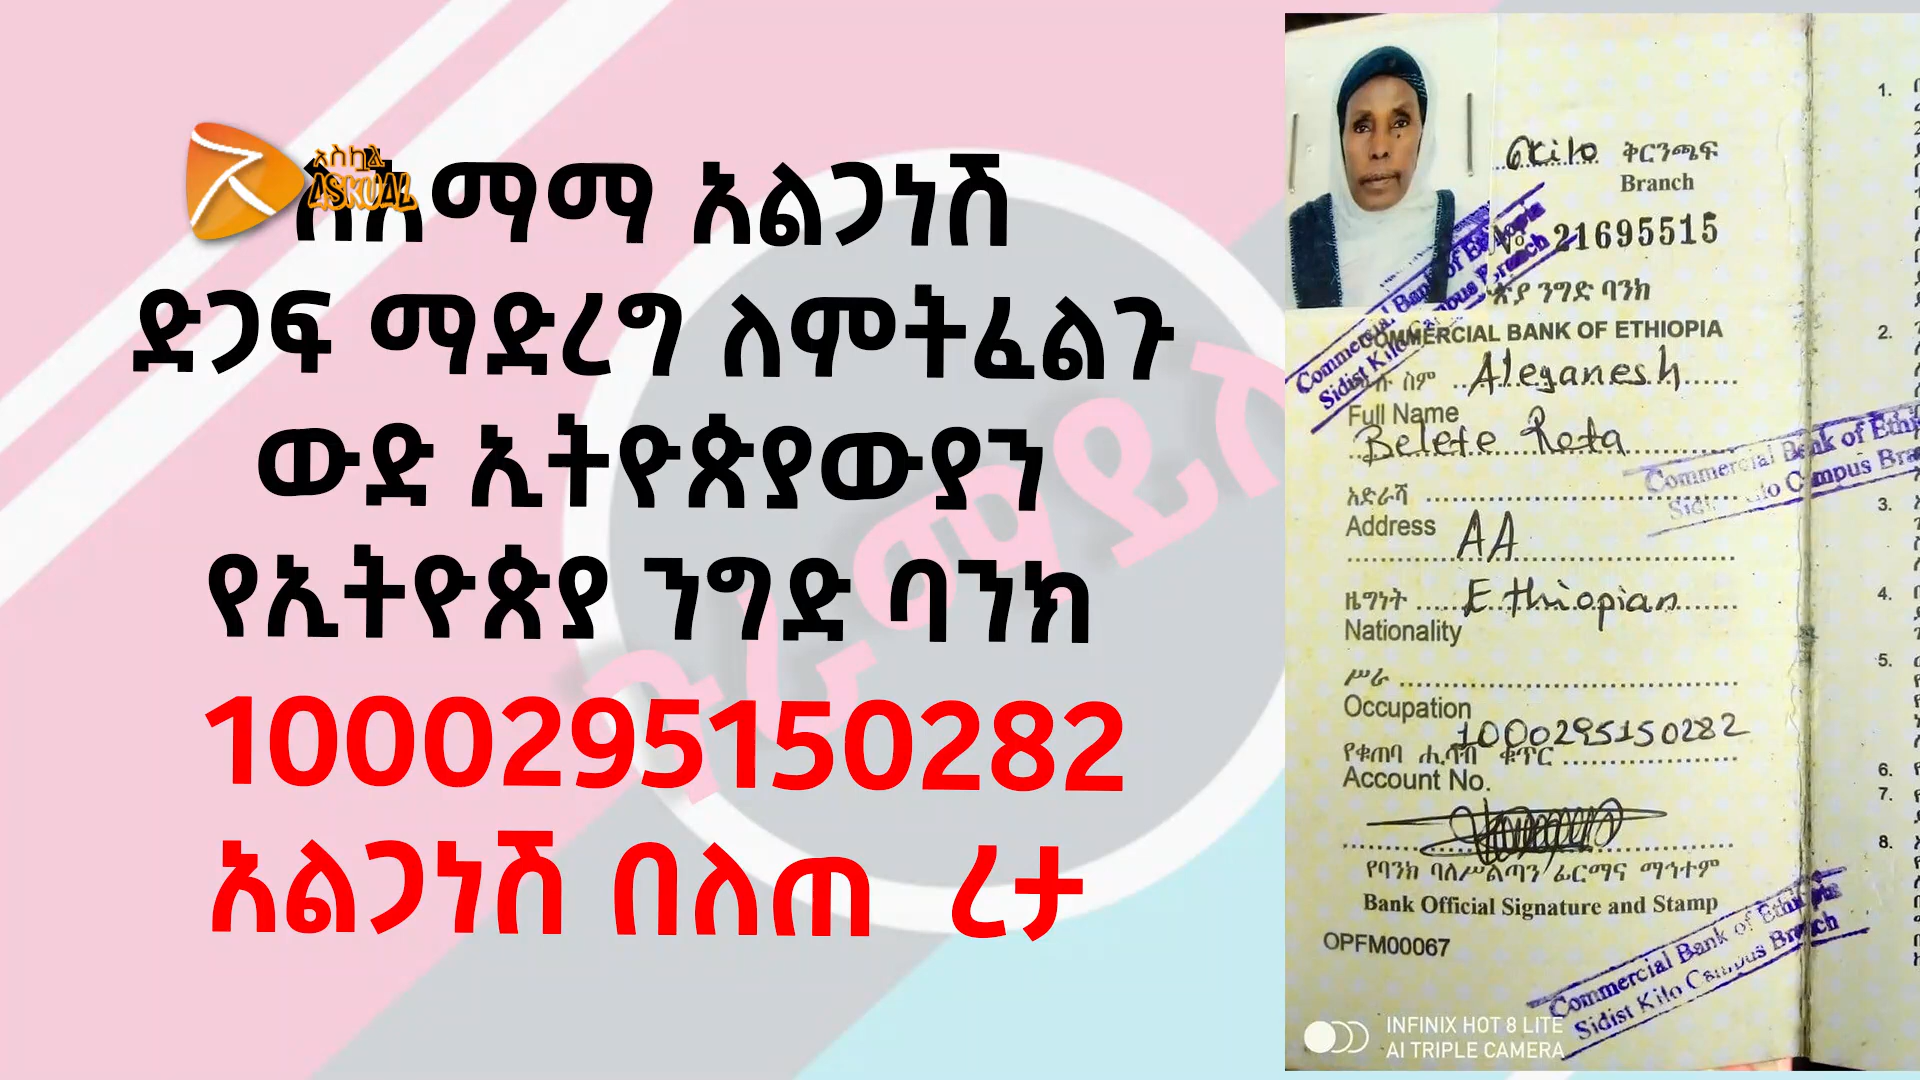 አስኳል
ASKUAL
ለእማማ አልጋነሽ
ድጋፍ ማድረግ ለምትፈልጉ
ውድ ኢትዮጵያውያን
የኢትዮጵያ ንግድ ባንክ
1000295150282
አልጋነሽ በለጠ ረታ
6Kilo ቅርንጫፍ
Branch
No 21695515
ንግድ ባንክ
COMMERCIAL BANK OF ETHIOPIA
ስም Aleganesh
Full Name
Belete Reta
አድራሻ
Address AA
ዜግነት Ethiopian
Nationality
ሥራ
Occupation
1000295150282
የቁጠባ ሒሳብ ቁጥር
Account No.
የባንክ ባለሥልጣን ፊርማና ማኅተም
Bank Official Signature and Stamp
OPFM00067
Commercial Bank of Ethiopia
Sidist Kilo Campus Branch
INFINIX HOT 8 LITE
AI TRIPLE CAMERA
1.
2.
3.
4.
5.
6.
7.
8.